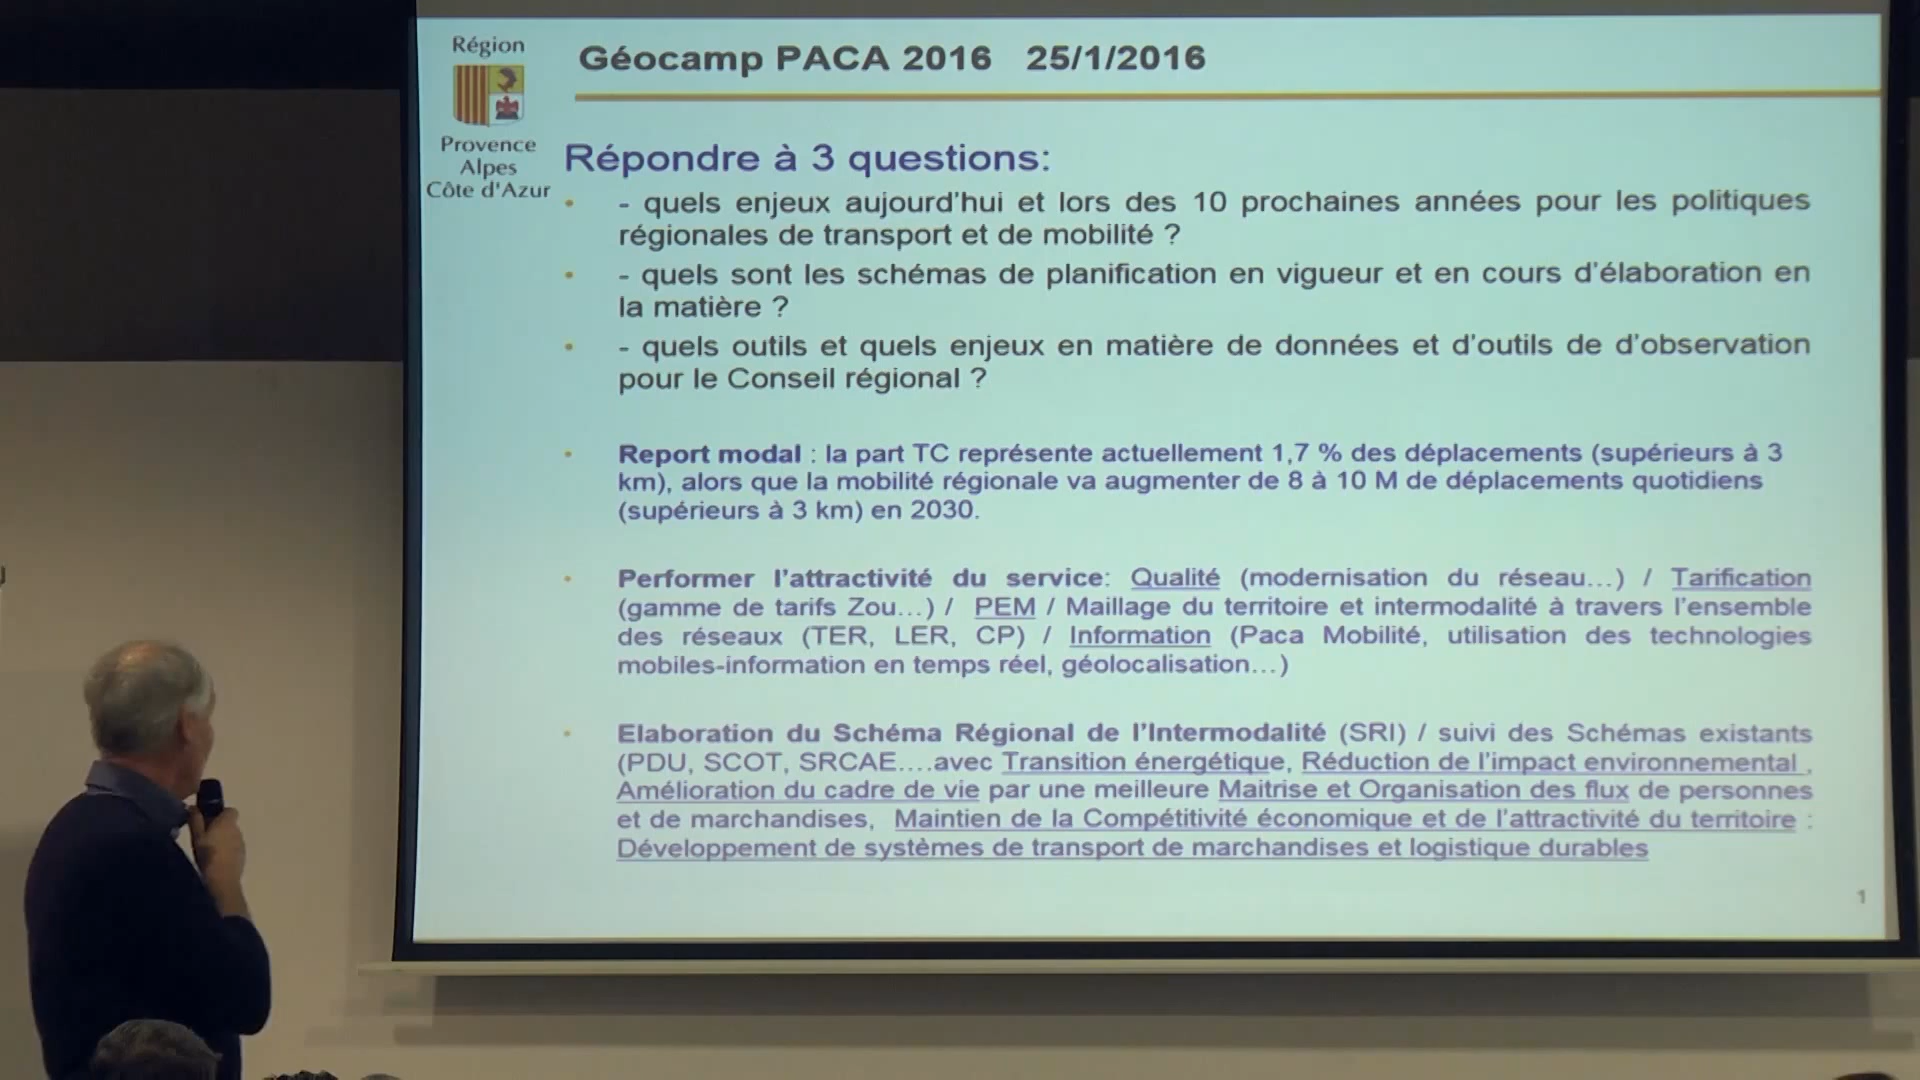 Région
Provence
Alpes
Côte d'Azur
Géocamp PACA 2016 25/1/2016
Répondre à 3 questions:
• - quels enjeux aujourd'hui et lors des 10 prochaines années pour les politiques
régionales de transport et de mobilité ?
• - quels sont les schémas de planification en vigueur et en cours d'élaboration en
la matière ?
• - quels outils et quels enjeux en matière de données et d'outils de d'observation
pour le Conseil régional ?
• Report modal : la part TC représente actuellement 1,7 % des déplacements (supérieurs à 3
km), alors que la mobilité régionale va augmenter de 8 à 10 M de déplacements quotidiens
(supérieurs à 3 km) en 2030.
• Performer l'attractivité du service: Qualité (modernisation du réseau...) / Tarification
(gamme de tarifs Zou...) / PEM / Maillage du territoire et intermodalité à travers l'ensemble
des réseaux (TER, LER, CP) / Information (Paca Mobilité, utilisation des technologies
mobiles-information en temps réel, géolocalisation...)
• Elaboration du Schéma Régional de l'Intermodalité (SRI) / suivi des Schémas existants
(PDU, SCOT, SRCAE....avec Transition énergétique, Réduction de l'impact environnemental ,
Amélioration du cadre de vie par une meilleure Maitrise et Organisation des flux de personnes
et de marchandises, Maintien de la Compétitivité économique et de l'attractivité du territoire :
Développement de systèmes de transport de marchandises et logistique durables
1